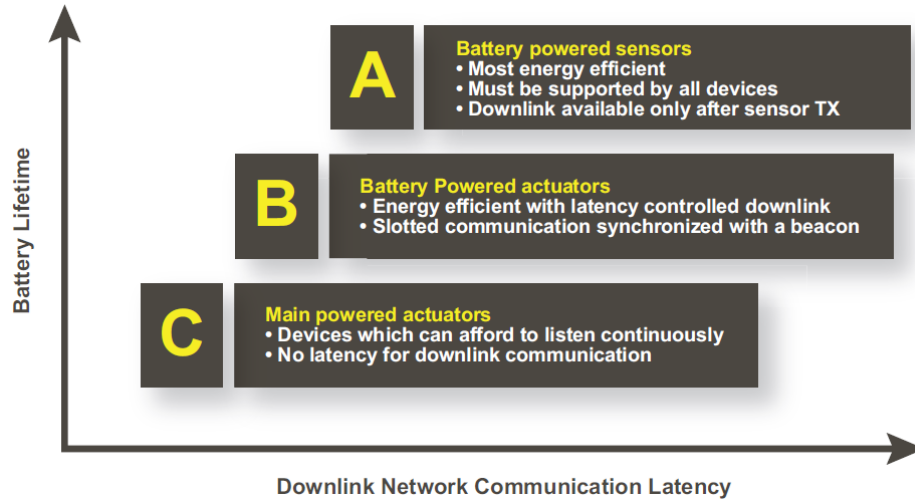 Battery Lifetime
A
Battery powered sensors
• Most energy efficient
• Must be supported by all devices
• Downlink available only after sensor TX
B
Battery Powered actuators
• Energy efficient with latency controlled downlink
• Slotted communication synchronized with a beacon
C
Main powered actuators
• Devices which can afford to listen continuously
• No latency for downlink communication
Downlink Network Communication Latency